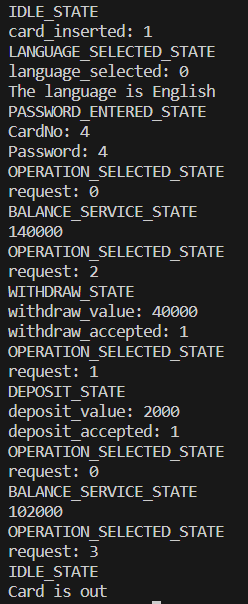 IDLE_STATE
card_inserted: 1
LANGUAGE_SELECTED_STATE
language_selected: 0
The language is English
PASSWORD_ENTERED_STATE
CardNo: 4
Password: 4
OPERATION_SELECTED_STATE
request: 0
BALANCE_SERVICE_STATE
140000
OPERATION_SELECTED_STATE
request: 2
WITHDRAW_STATE
withdraw_value: 40000
withdraw_accepted: 1
OPERATION_SELECTED_STATE
request: 1
DEPOSIT_STATE
deposit_value: 2000
deposit_accepted: 1
OPERATION_SELECTED_STATE
request: 0
BALANCE_SERVICE_STATE
102000
OPERATION_SELECTED_STATE
request: 3
IDLE_STATE
Card is out